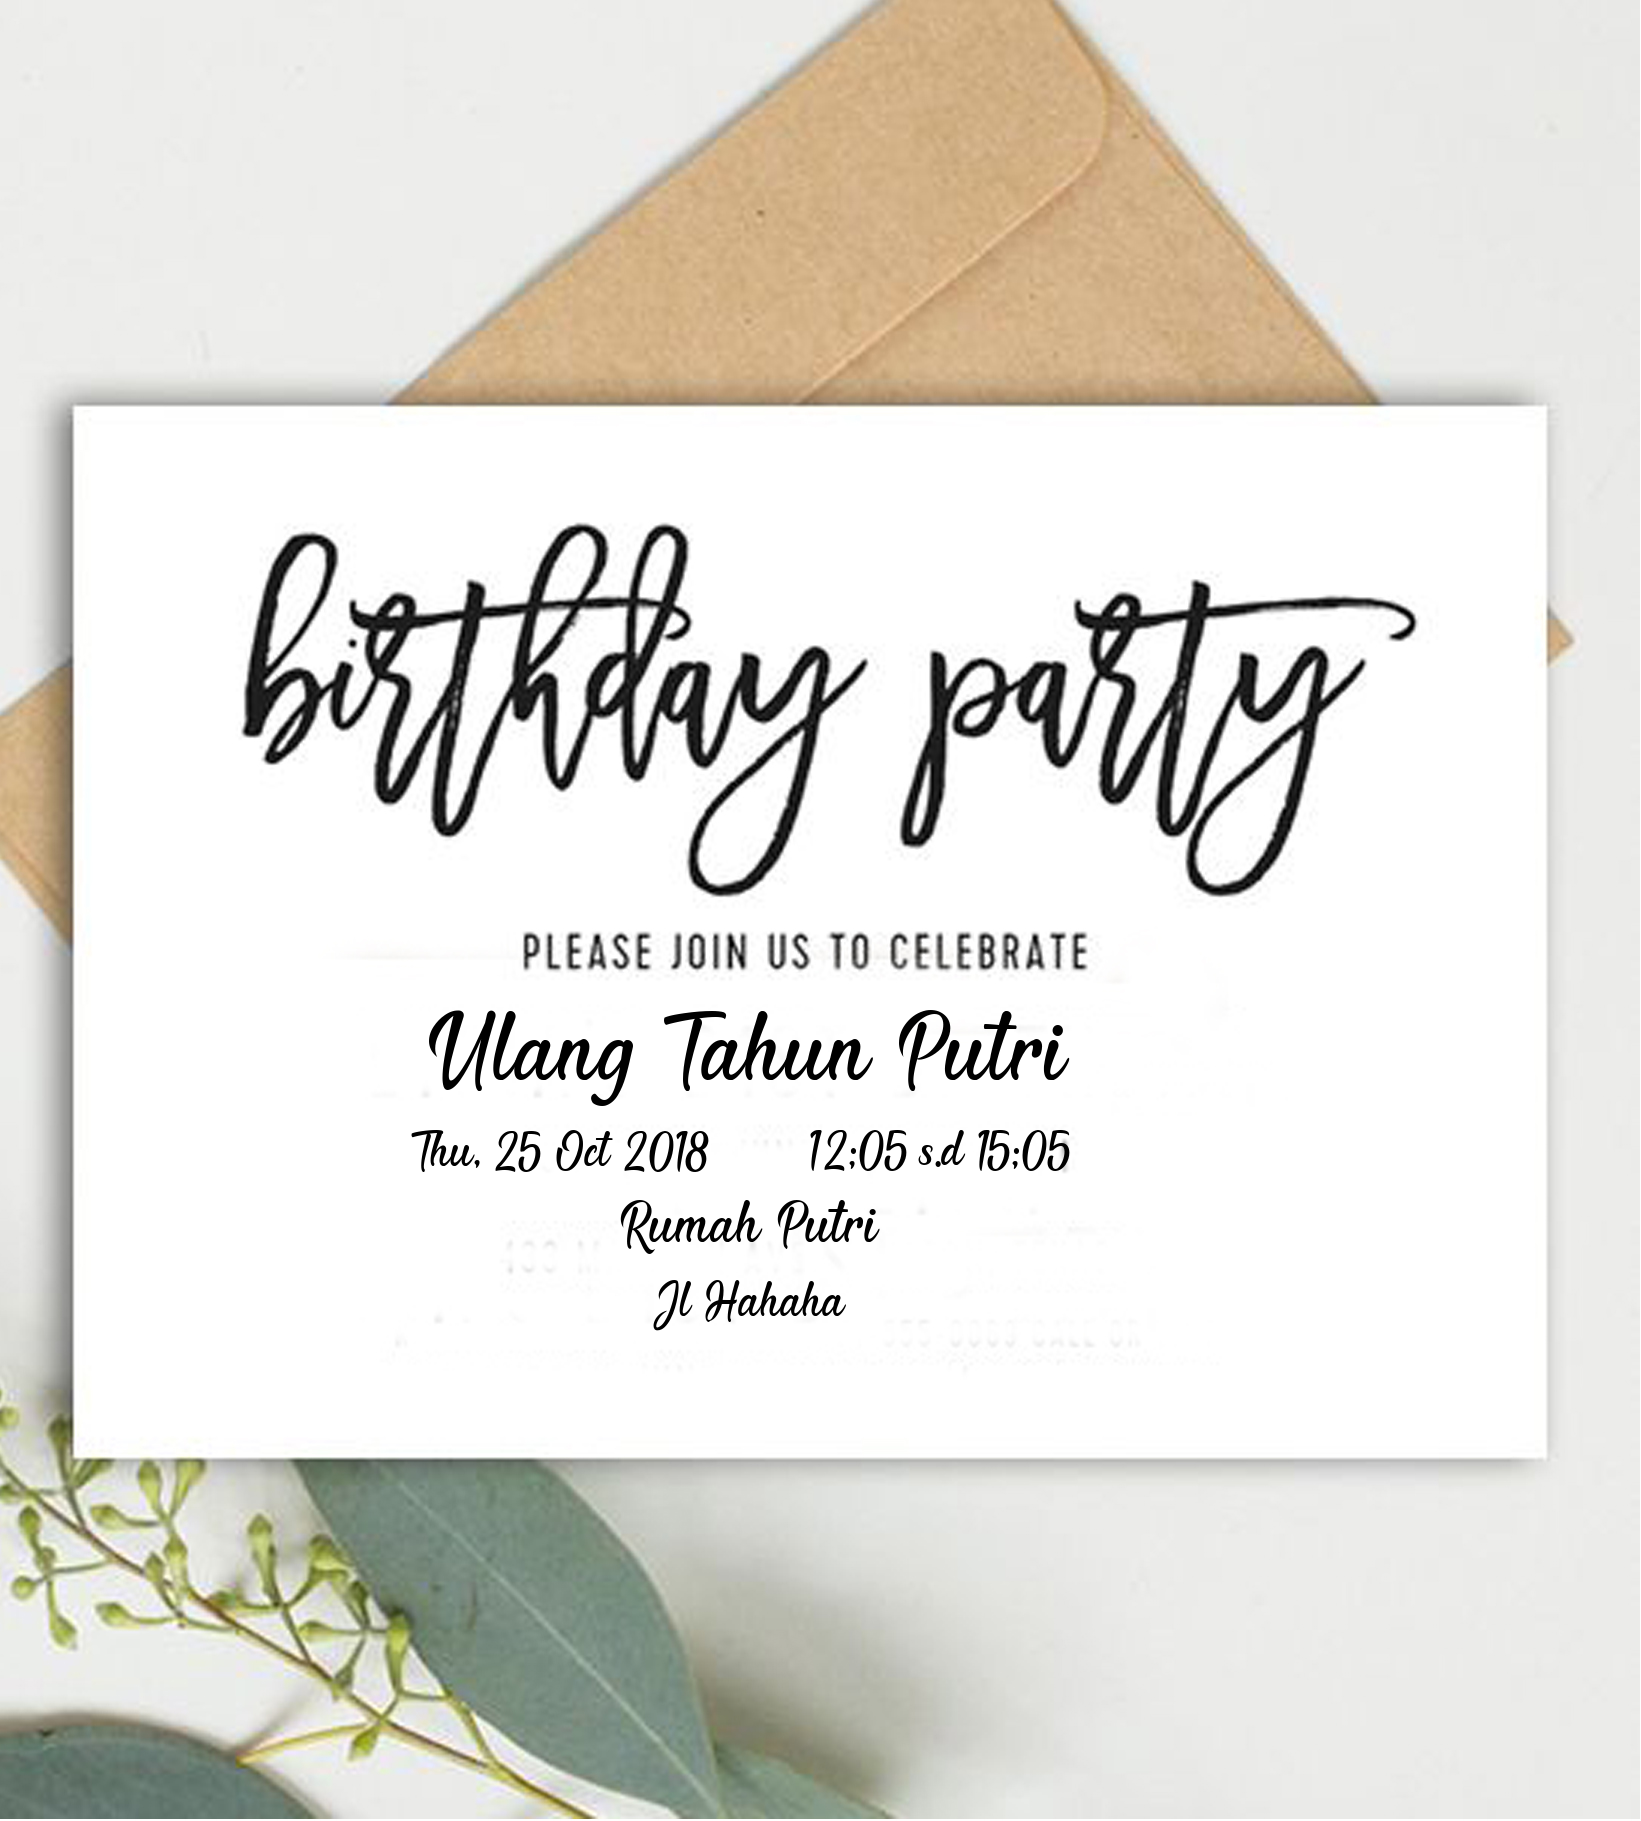 birthday party
PLEASE JOIN US TO CELEBRATE
Ulang Tahun Putri
Thu, 25 Oct 2018 12:05 s.d 15:05
Rumah Putri
Jl Hahaha